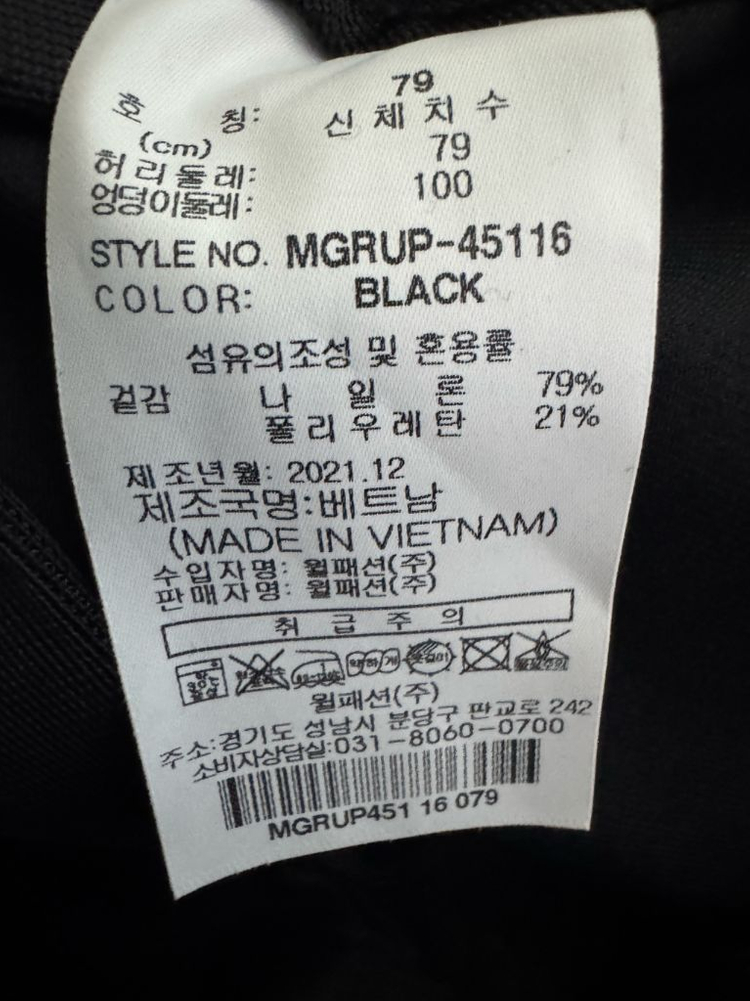 호 칭: 79
(cm) 신 체 치 수
허 리 둘 레: 79
엉덩이둘레: 100
STYLE NO. MGRUP-45116
COLOR: BLACK
섬유의조성 및 혼용률
겉감 나 일 론 79%
폴 리 우 레 탄 21%
제 조 년 월: 2021.12
제조국명:베트남
(MADE IN VIETNAM)
수 입 자 명: 월패션(주)
판 매 자 명: 월패션(주)
취 급 주 의
약하게
월패션(주)
주소:경기도 성남시 분당구 판교로 242
소비자상담실:031-8060-0700
MGRUP451 16 079